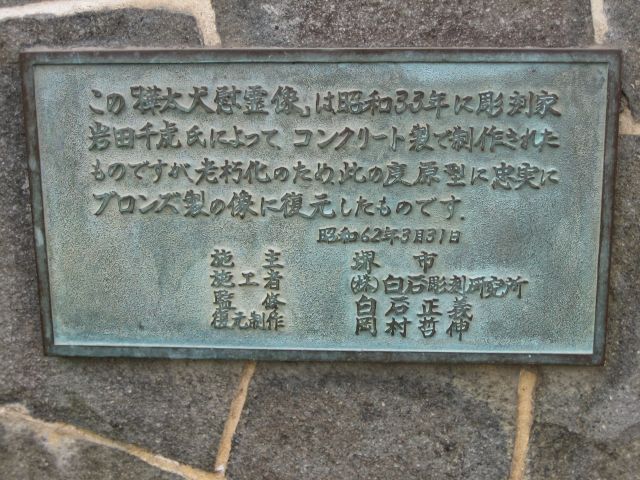 この「樺太犬慰霊像」は昭和33年に彫刻家
岩田千虎氏によって コンクリート製で制作された
ものですが、老朽化のため、此の度原型に忠実に
ブロンズ製の像に復元したものです.
昭和62年3月31日
施主 堺市
施工者 (株)白石彫刻研究所
監修 白石正義
復元制作 岡村哲伸